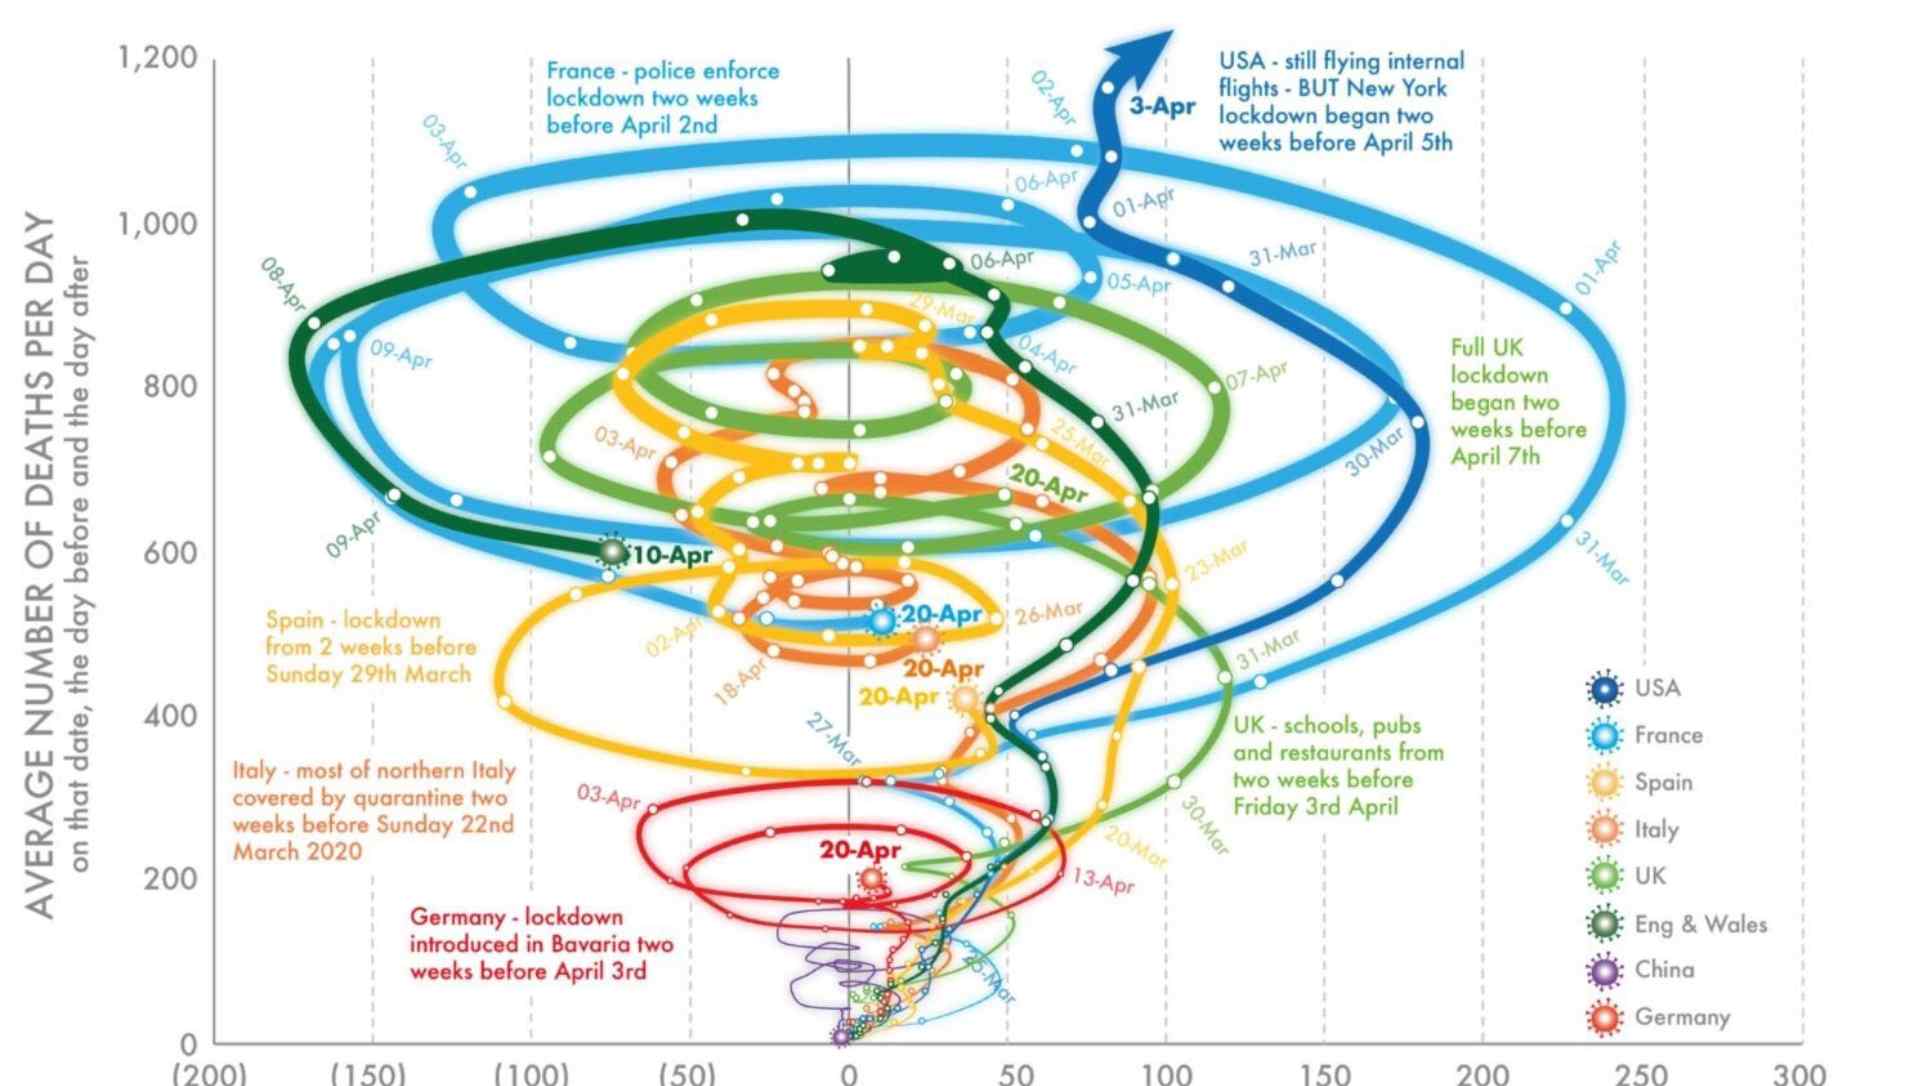 AVERAGE NUMBER OF DEATHS PER DAY
on that date, the day before and the day after
1,200
1,000
800
600
400
200
0
(200)
(150)
(100)
(50)
0
50
100
150
200
250
300
France - police enforce
lockdown two weeks
before April 2nd
USA - still flying internal
flights - BUT New York
lockdown began two
weeks before April 5th
3-Apr
02-Apr
03-Apr
06-Apr
01-Apr
31-Mar
01-Apr
08-Apr
06-Apr
05-Apr
29-Mar
09-Apr
04-Apr
07-Apr
31-Mar
Full UK
lockdown
began two
weeks before
April 7th
03-Apr
25-Mar
30-Mar
20-Apr
09-Apr
10-Apr
23-Mar
31-Mar
Spain - lockdown
from 2 weeks before
Sunday 29th March
02-Apr
20-Apr
26-Mar
18-Apr
20-Apr
20-Apr
31-Mar
27-Mar
UK - schools, pubs
and restaurants from
two weeks before
Friday 3rd April
Italy - most of northern Italy
covered by quarantine two
weeks before Sunday 22nd
March 2020
03-Apr
30-Mar
20-Mar
20-Apr
13-Apr
Germany - lockdown
introduced in Bavaria two
weeks before April 3rd
USA
France
Spain
Italy
UK
Eng & Wales
China
Germany